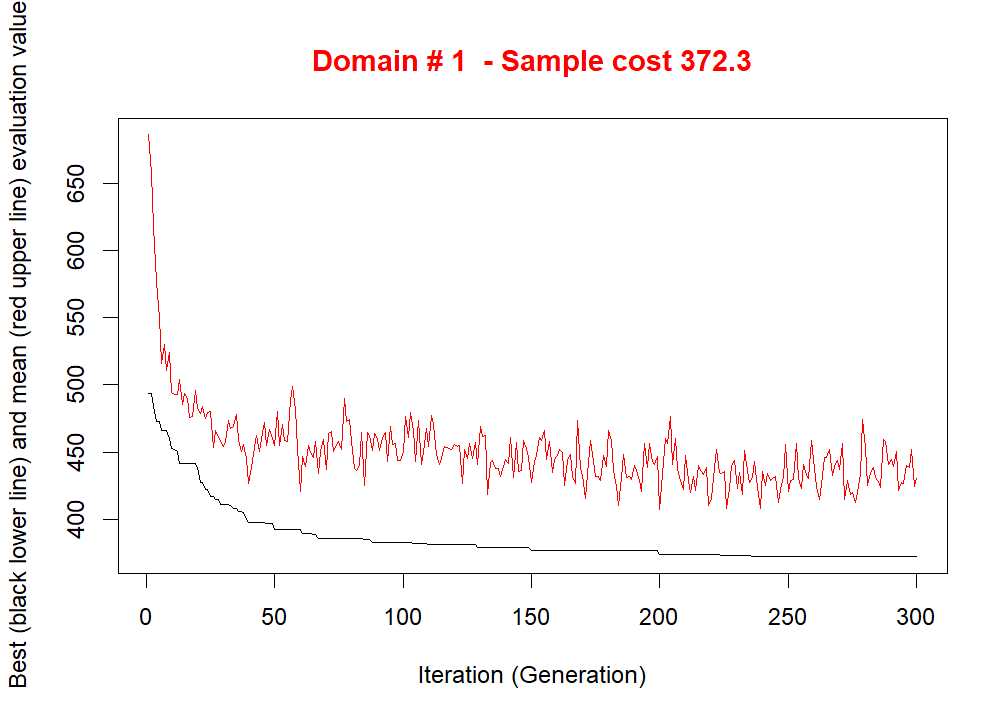 Domain # 1  - Sample cost 372.3
Best (black lower line) and mean (red upper line) evaluation value
650
600
550
500
450
400
0 50 100 150 200 250 300
Iteration (Generation)